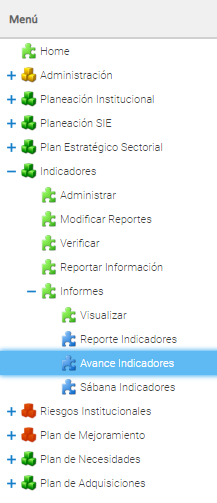 Menú
Home
Administración
Planeación Institucional
Planeación SIE
Plan Estratégico Sectorial
Indicadores
Administrar
Modificar Reportes
Verificar
Reportar Información
Informes
Visualizar
Reporte Indicadores
Avance Indicadores
Sábana Indicadores
Riesgos Institucionales
Plan de Mejoramiento
Plan de Necesidades
Plan de Adquisiciones